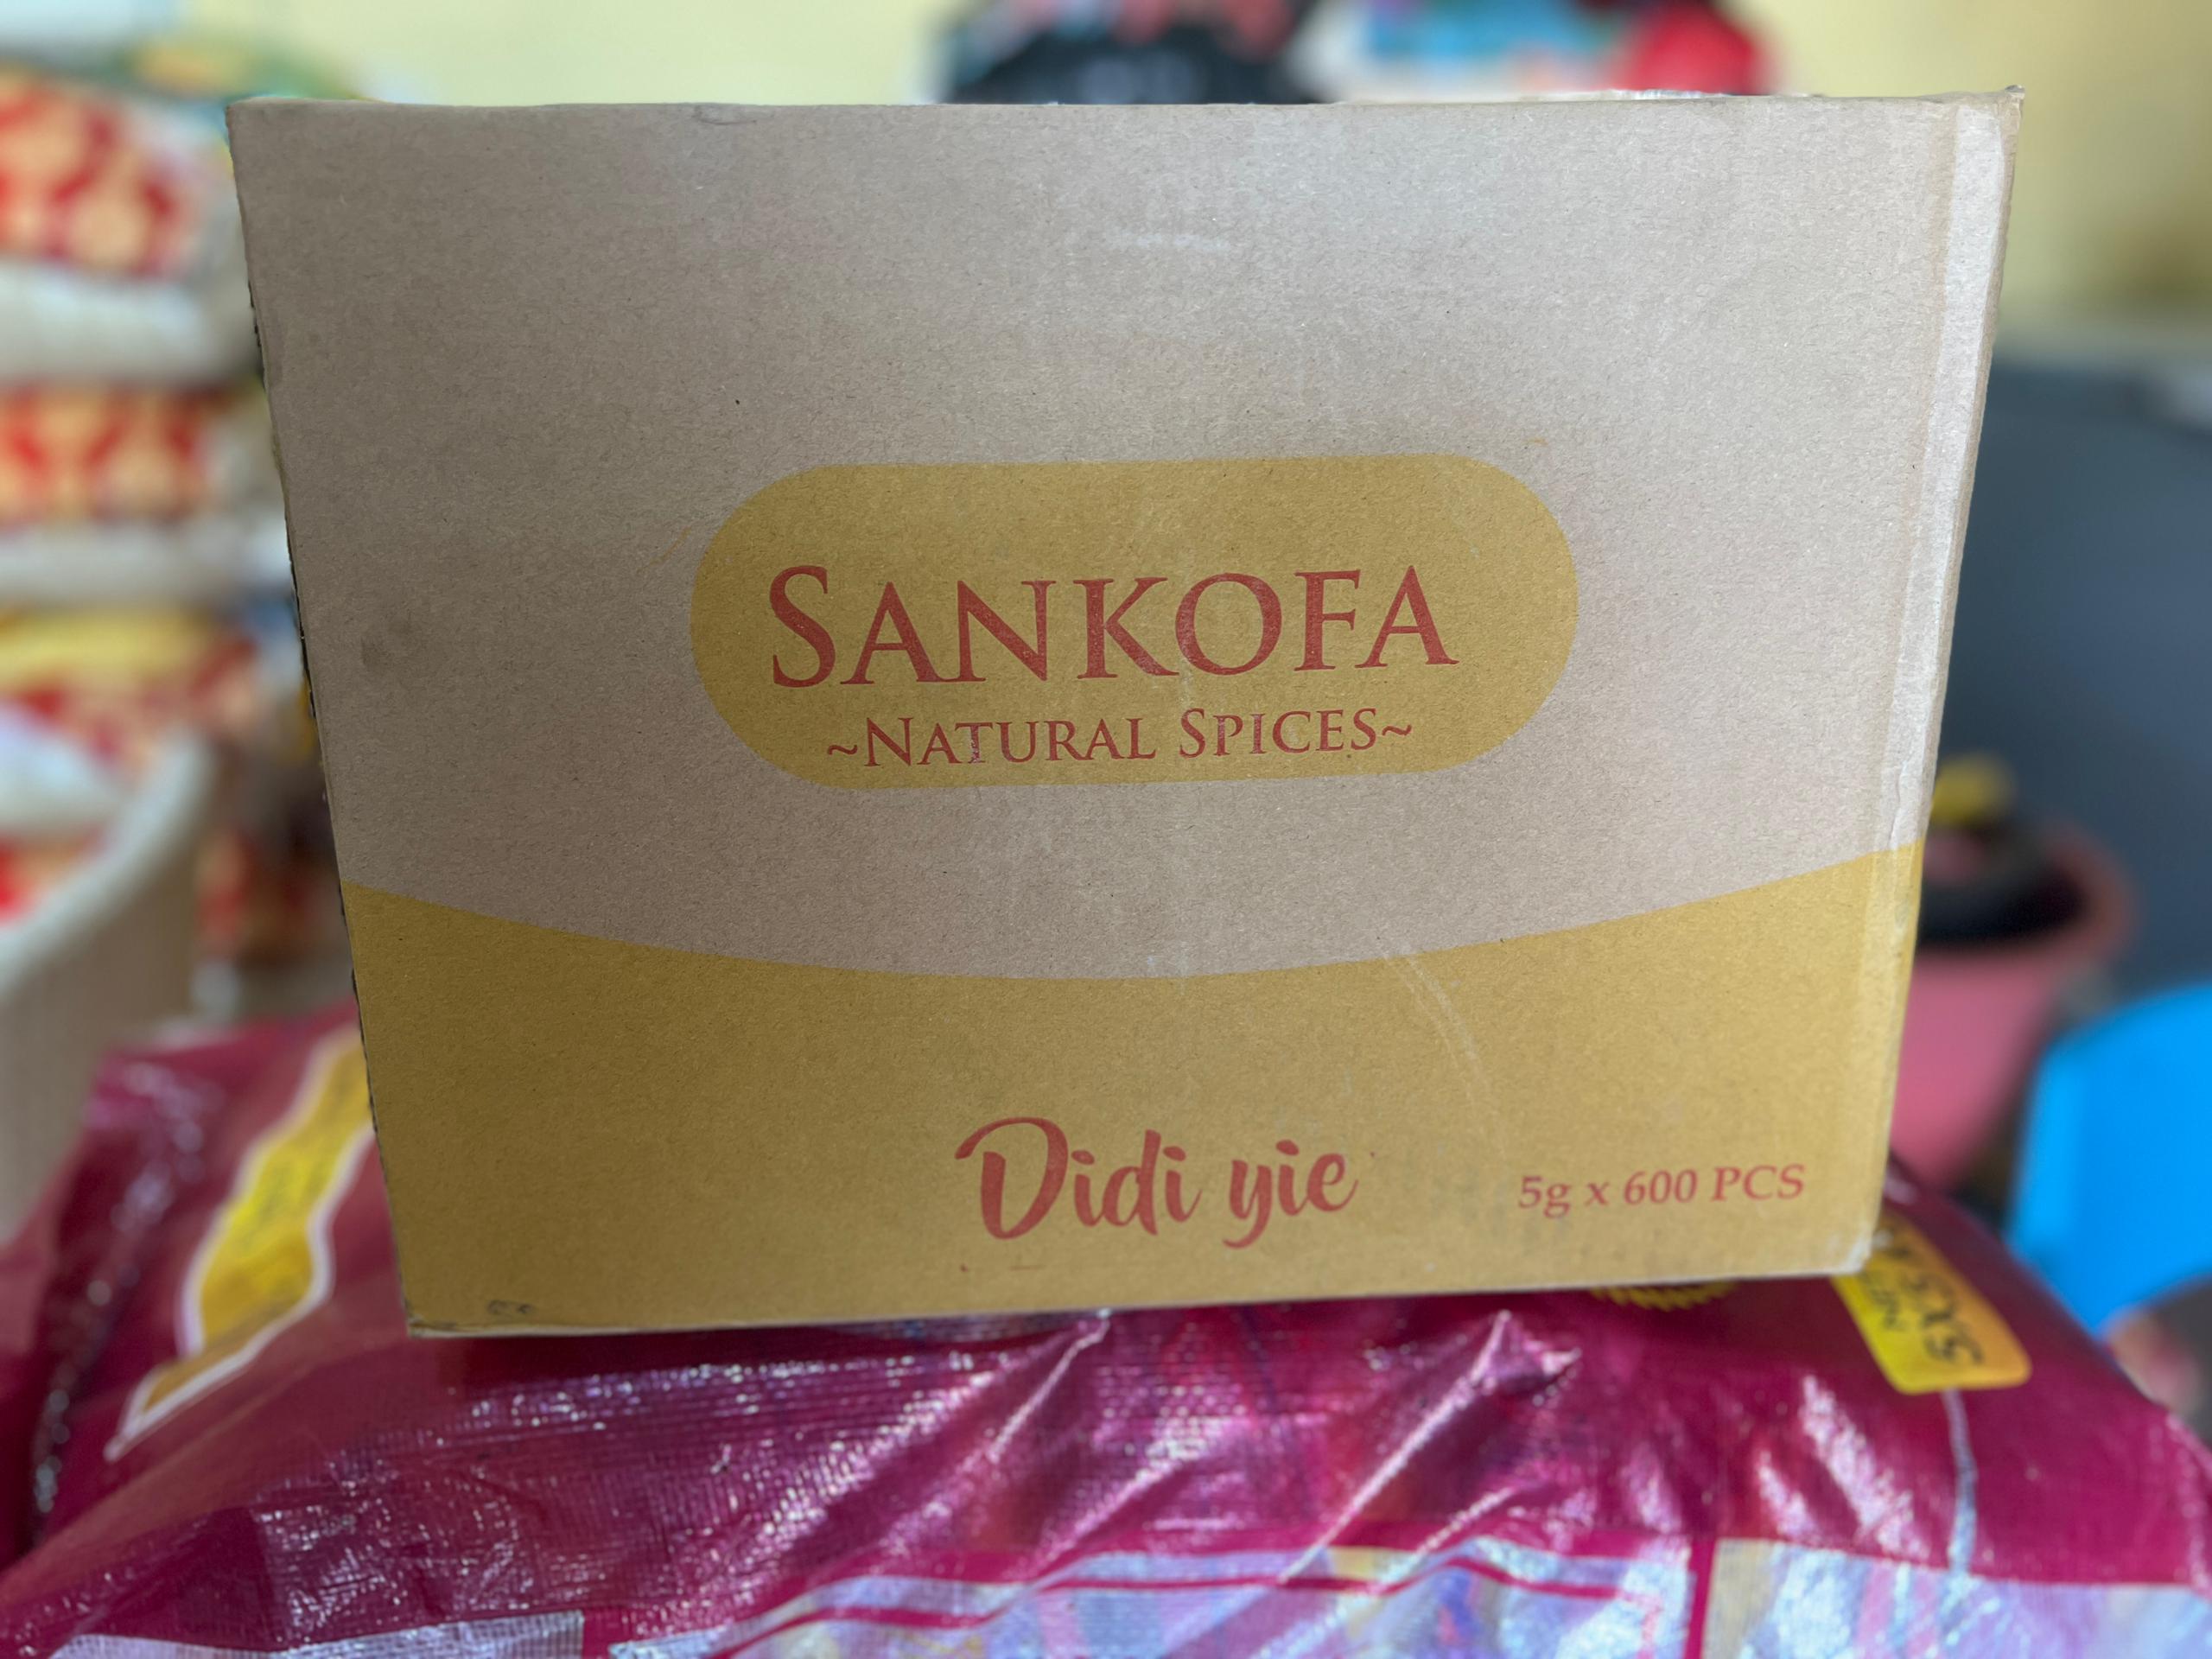 SANKOFA
~NATURAL SPICES~
Didi yie
5g x 600 PCS